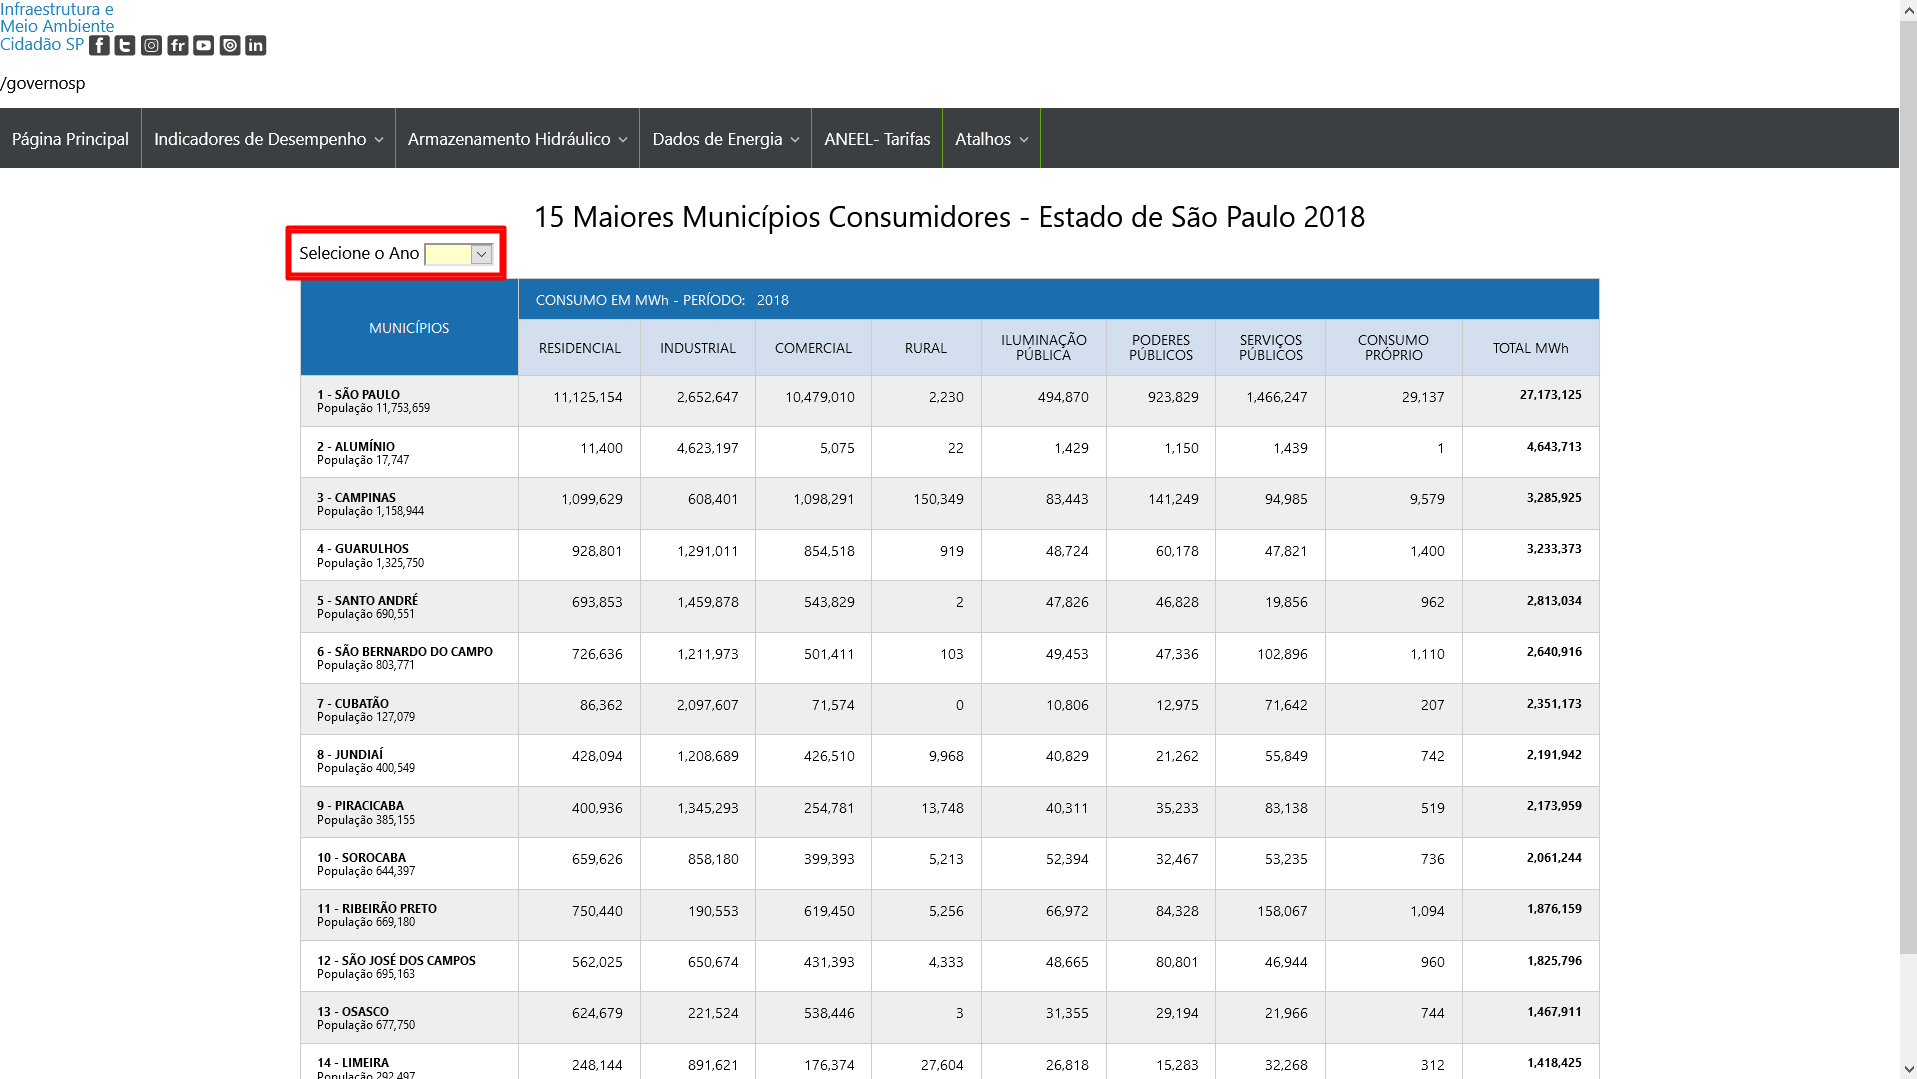 Infraestrutura e
Meio Ambiente
Cidadão SP
/governosp
Página Principal Indicadores de Desempenho Armazenamento Hidráulico Dados de Energia ANEEL- Tarifas Atalhos
15 Maiores Municípios Consumidores - Estado de São Paulo 2018
Selecione o Ano
MUNICÍPIOS
CONSUMO EM MWh - PERÍODO: 2018
RESIDENCIAL INDUSTRIAL COMERCIAL RURAL ILUMINAÇÃO PÚBLICA PODERES PÚBLICOS SERVIÇOS PÚBLICOS CONSUMO PRÓPRIO TOTAL MWh
1 - SÃO PAULO 11,125,154 2,652,647 10,479,010 2,230 494,870 923,829 1,466,247 29,137 27,173,125
População 11,753,659
2 - ALUMÍNIO 11,400 4,623,197 5,075 22 1,429 1,150 1,439 1 4,643,713
População 17,747
3 - CAMPINAS 1,099,629 608,401 1,098,291 150,349 83,443 141,249 94,985 9,579 3,285,925
População 1,158,944
4 - GUARULHOS 928,801 1,291,011 854,518 919 48,724 60,178 47,821 1,400 3,233,373
População 1,325,750
5 - SANTO ANDRÉ 693,853 1,459,878 543,829 2 47,826 46,828 19,856 962 2,813,034
População 690,551
6 - SÃO BERNARDO DO CAMPO 726,636 1,211,973 501,411 103 49,453 47,336 102,896 1,110 2,640,916
População 803,771
7 - CUBATÃO 86,362 2,097,607 71,574 0 10,806 12,975 71,642 207 2,351,173
População 127,079
8 - JUNDIAÍ 428,094 1,208,689 426,510 9,968 40,829 21,262 55,849 742 2,191,942
População 400,549
9 - PIRACICABA 400,936 1,345,293 254,781 13,748 40,311 35,233 83,138 519 2,173,959
População 385,155
10 - SOROCABA 659,626 858,180 399,393 5,213 52,394 32,467 53,235 736 2,061,244
População 644,397
11 - RIBEIRÃO PRETO 750,440 190,553 619,450 5,256 66,972 84,328 158,067 1,094 1,876,159
População 669,180
12 - SÃO JOSÉ DOS CAMPOS 562,025 650,674 431,393 4,333 48,665 80,801 46,944 960 1,825,796
População 695,163
13 - OSASCO 624,679 221,524 538,446 3 31,355 29,194 21,966 744 1,467,911
População 677,750
14 - LIMEIRA 248,144 891,621 176,374 27,604 26,818 15,283 32,268 312 1,418,425
População 292,497